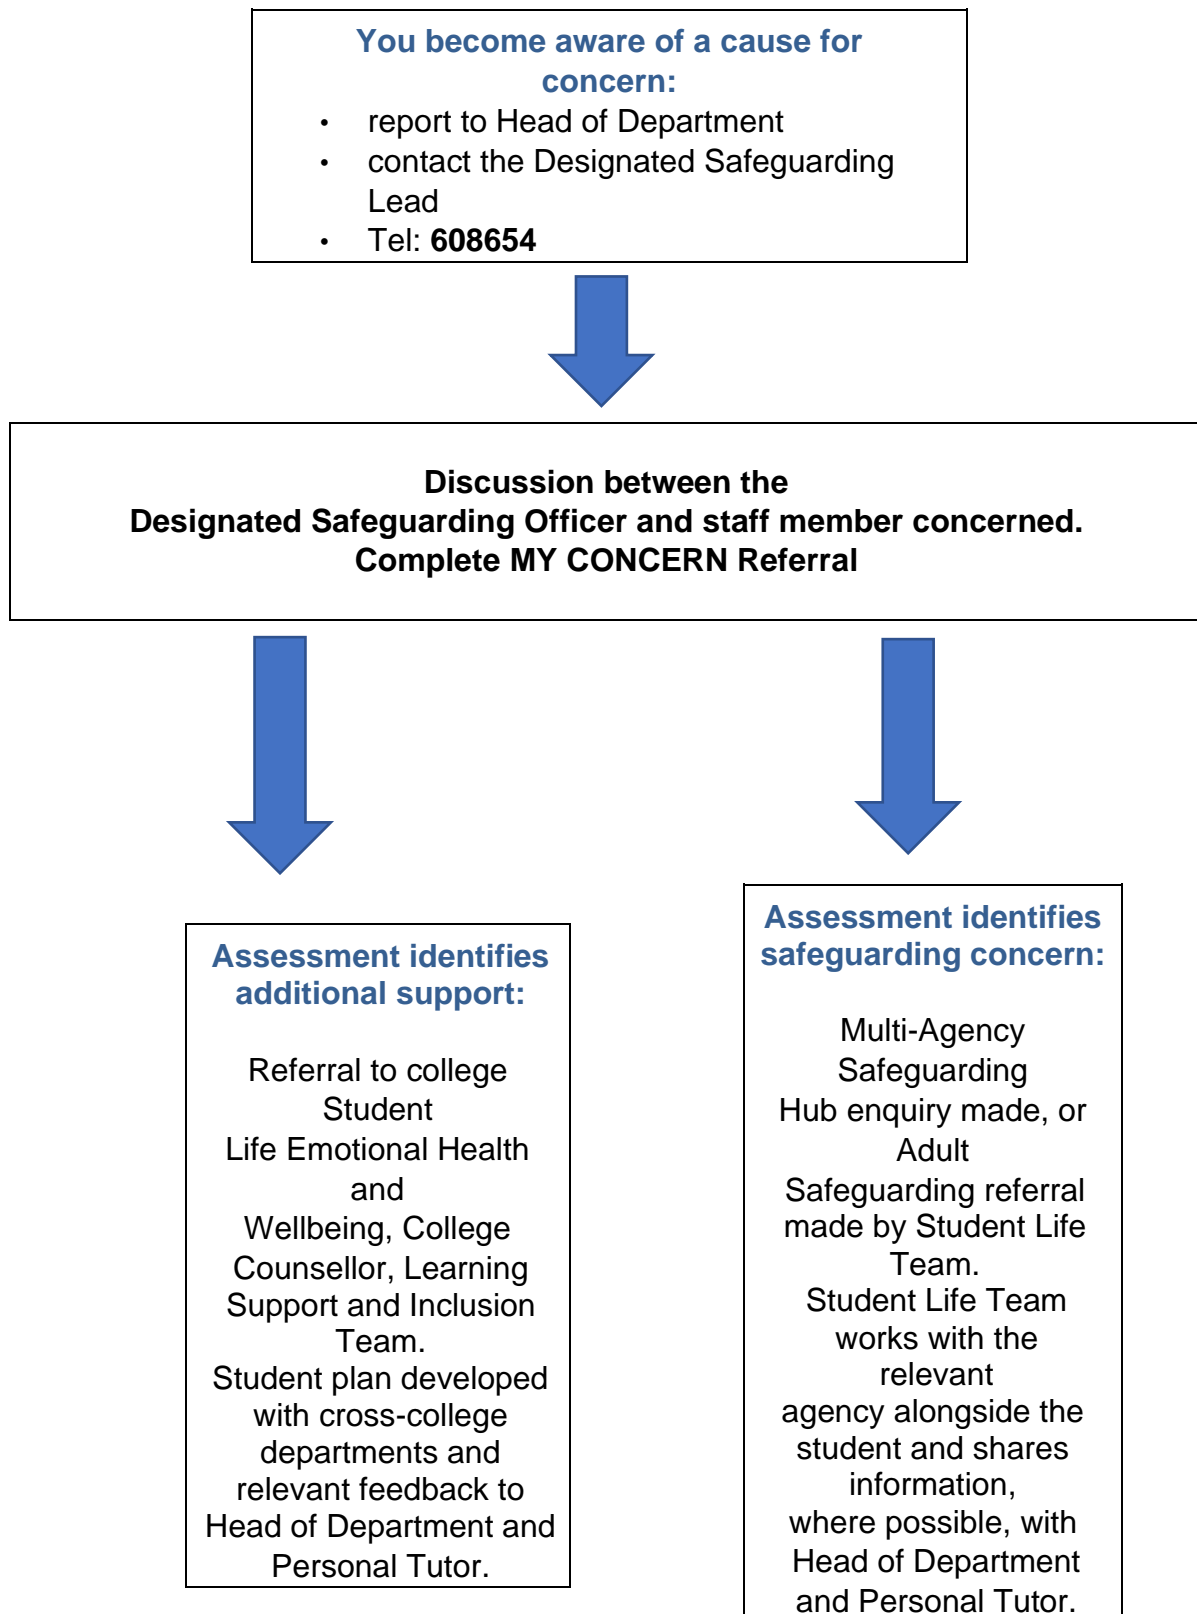 You become aware of a cause for
concern:
• report to Head of Department
• contact the Designated Safeguarding
Lead
• Tel: 608654
Discussion between the
Designated Safeguarding Officer and staff member concerned.
Complete MY CONCERN Referral
Assessment identifies
additional support:
Referral to college
Student
Life Emotional Health
and
Wellbeing, College
Counsellor, Learning
Support and Inclusion
Team.
Student plan developed
with cross-college
departments and
relevant feedback to
Head of Department and
Personal Tutor.
Assessment identifies
safeguarding concern:
Multi-Agency
Safeguarding
Hub enquiry made, or
Adult
Safeguarding referral
made by Student Life
Team.
Student Life Team
works with the
relevant
agency alongside the
student and shares
information,
where possible, with
Head of Department
and Personal Tutor.